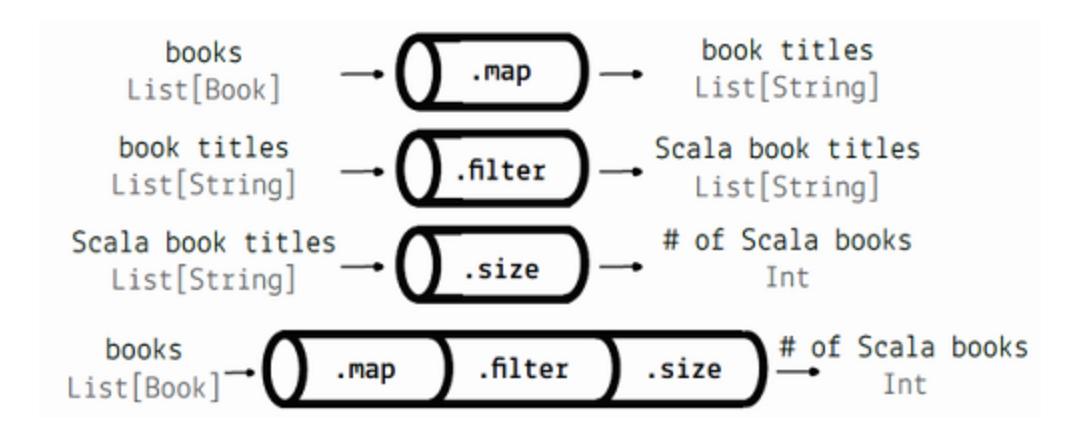 books
List[Book]
.map
book titles
List[String]
book titles
List[String]
.filter
Scala book titles
List[String]
Scala book titles
List[String]
.size
# of Scala books
Int
books
List[Book]
.map
.filter
.size
# of Scala books
Int